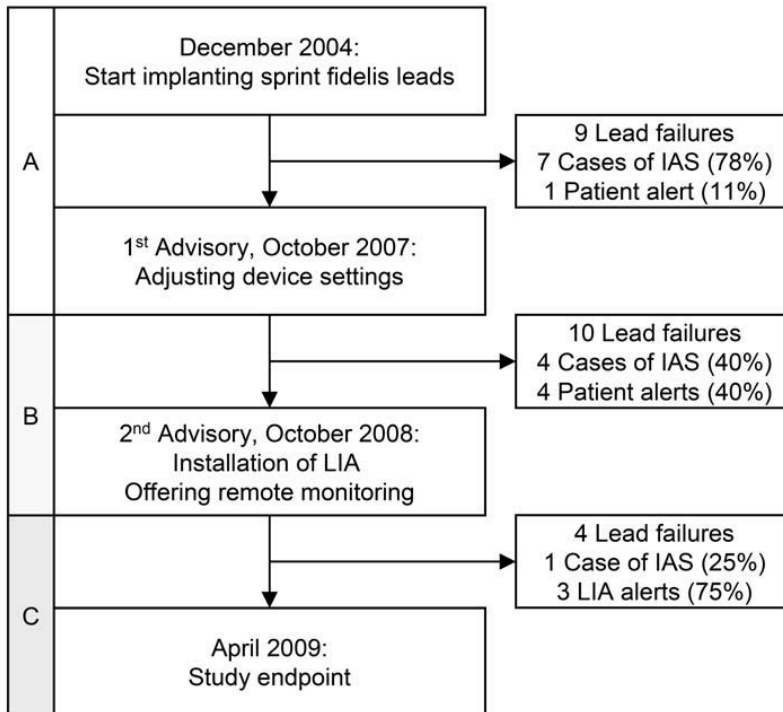 A
December 2004:
Start implanting sprint fidelis leads
9 Lead failures
7 Cases of IAS (78%)
1 Patient alert (11%)
1st Advisory, October 2007:
Adjusting device settings
B
10 Lead failures
4 Cases of IAS (40%)
4 Patient alerts (40%)
2nd Advisory, October 2008:
Installation of LIA
Offering remote monitoring
C
4 Lead failures
1 Case of IAS (25%)
3 LIA alerts (75%)
April 2009:
Study endpoint